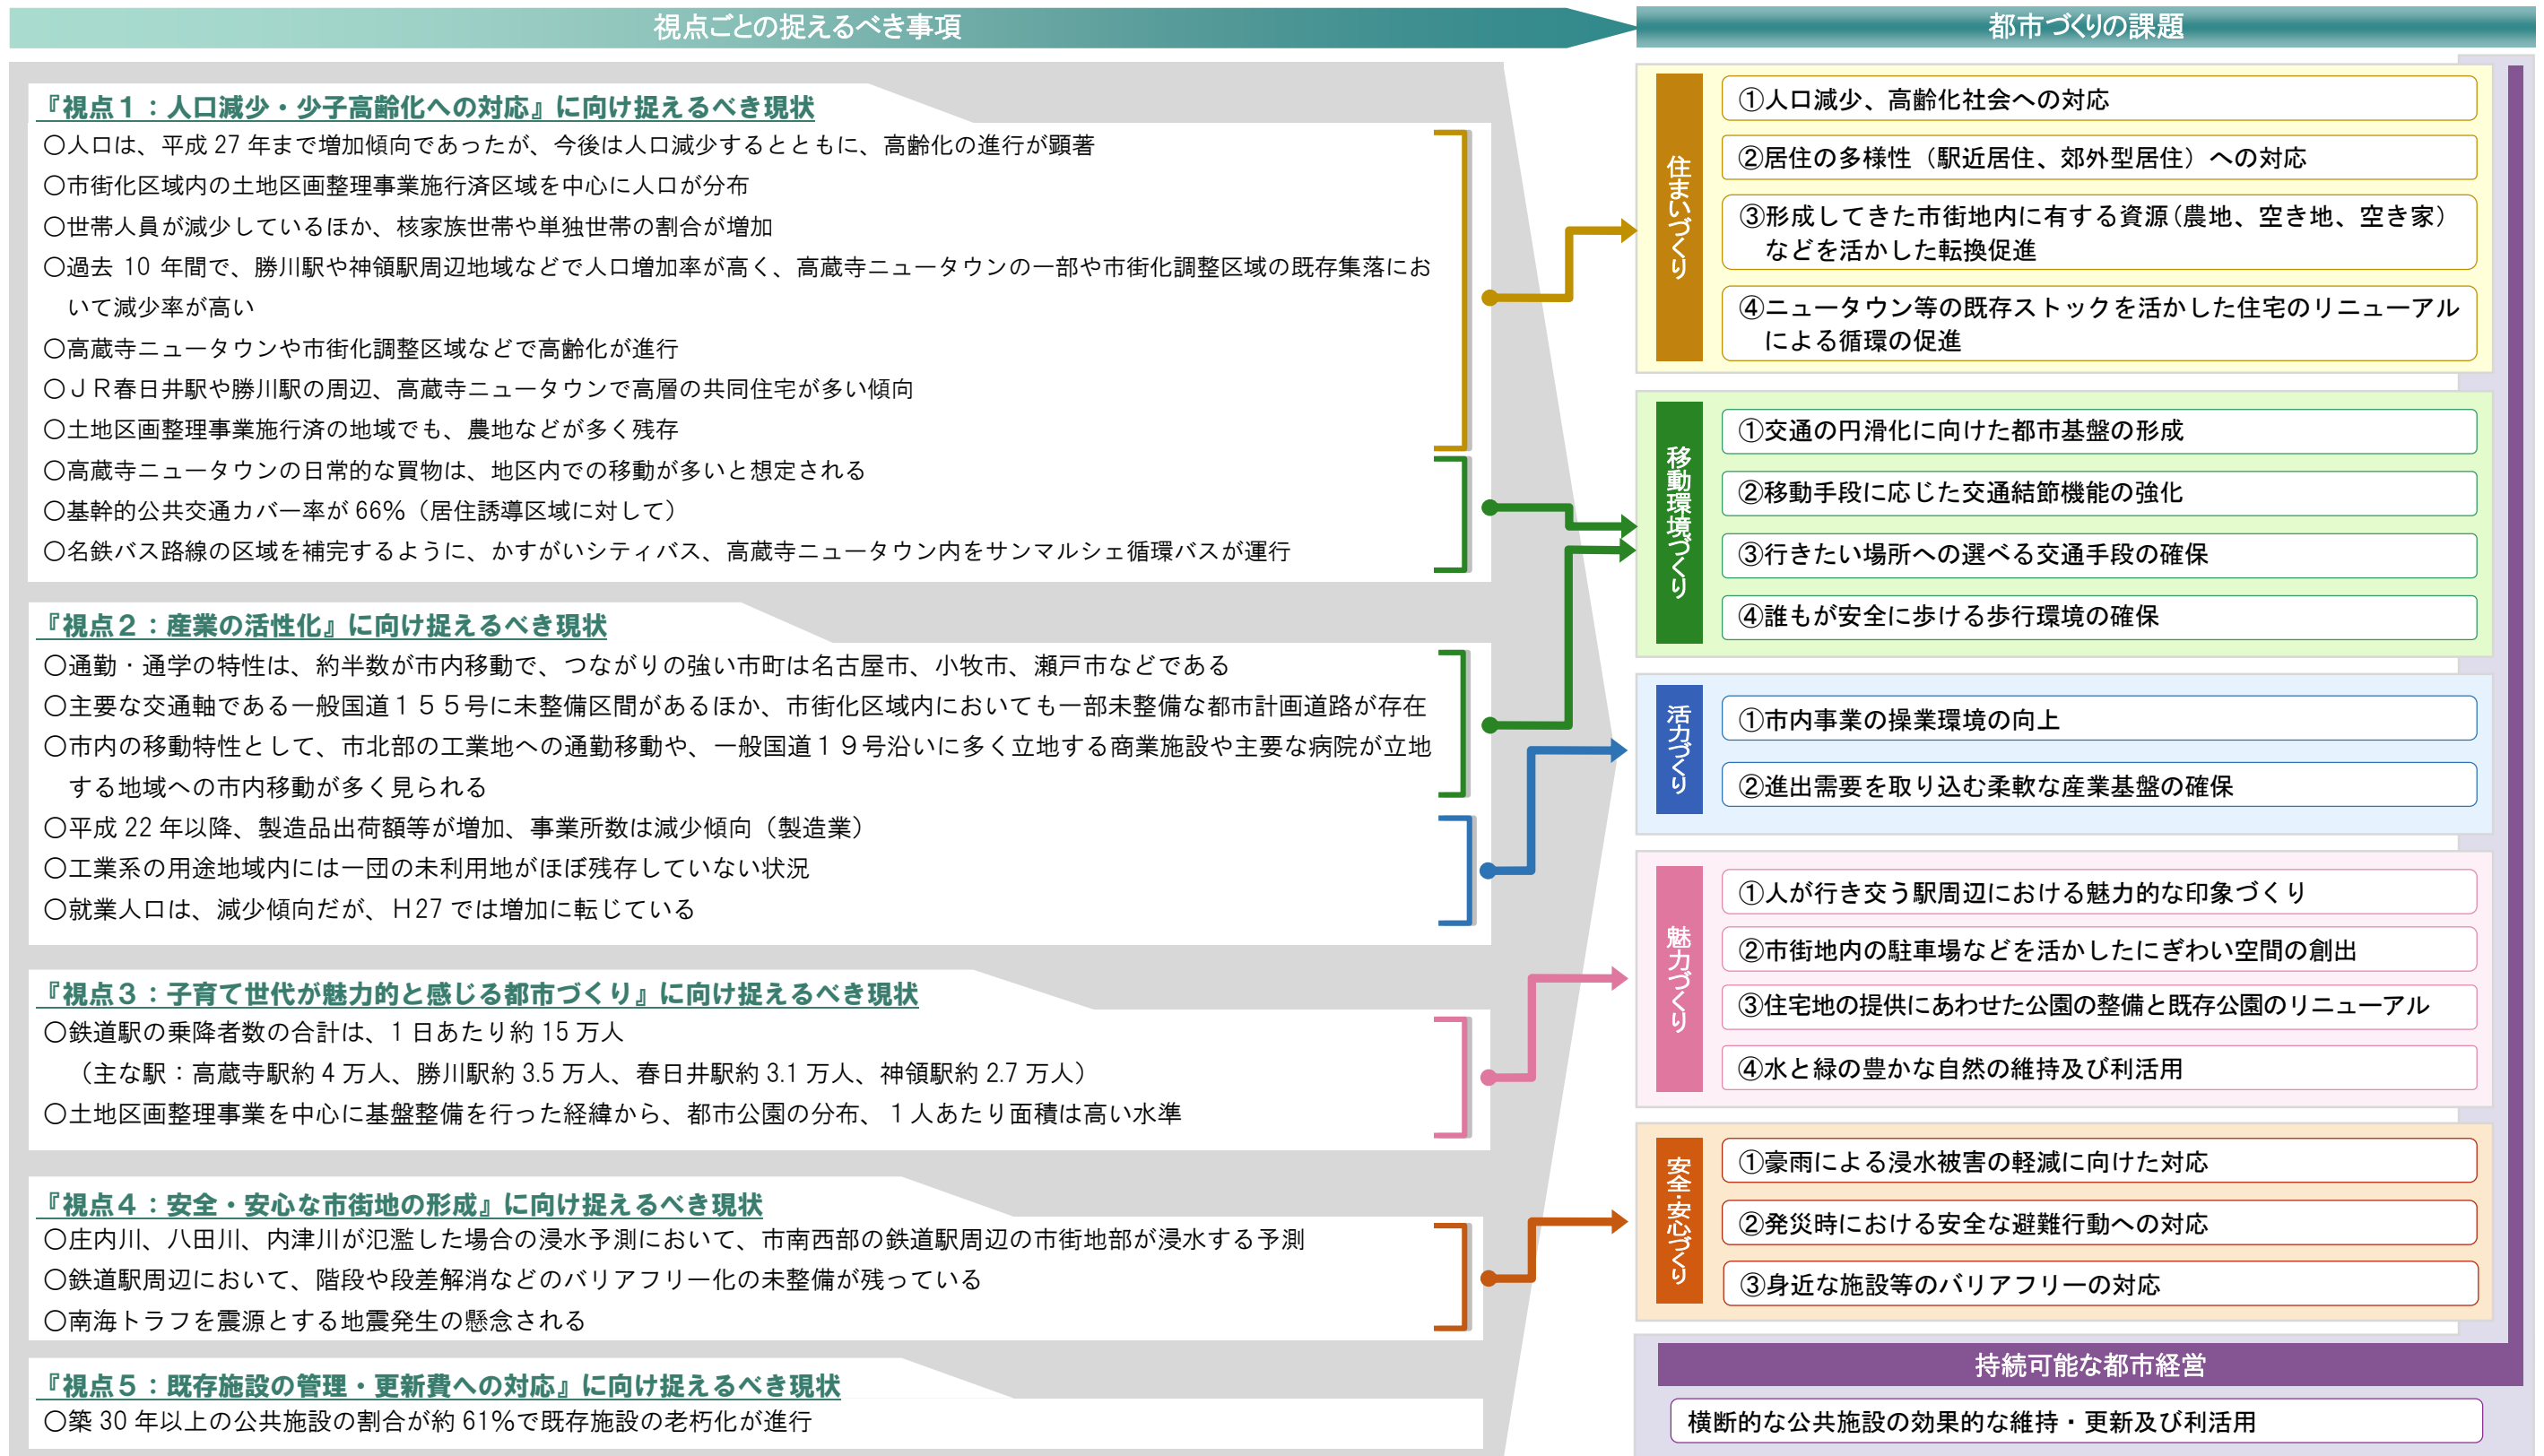 視点ごとの捉えるべき事項
『視点１：人口減少・少子高齢化への対応』に向け捉えるべき現状
〇人口は、平成 27 年まで増加傾向であったが、今後は人口減少するとともに、高齢化の進行が顕著
〇市街化区域内の土地区画整理事業施行済区域を中心に人口が分布
〇世帯人員が減少しているほか、核家族世帯や単独世帯の割合が増加
〇過去 10 年間で、勝川駅や神領駅周辺地域などで人口増加率が高く、高蔵寺ニュータウンの一部や市街化調整区域の既存集落にお
いて減少率が高い
〇高蔵寺ニュータウンや市街化調整区域などで高齢化が進行
〇ＪＲ春日井駅や勝川駅の周辺、高蔵寺ニュータウンで高層の共同住宅が多い傾向
〇土地区画整理事業施行済の地域でも、農地などが多く残存
〇高蔵寺ニュータウンの日常的な買物は、地区内での移動が多いと想定される
〇基幹的公共交通カバー率が 66%（居住誘導区域に対して）
〇名鉄バス路線の区域を補完するように、かすがいシティバス、高蔵寺ニュータウン内をサンマルシェ循環バスが運行
『視点２：産業の活性化』に向け捉えるべき現状
〇通勤・通学の特性は、約半数が市内移動で、つながりの強い市町は名古屋市、小牧市、瀬戸市などである
〇主要な交通軸である一般国道１５５号に未整備区間があるほか、市街化区域内においても一部未整備な都市計画道路が存在
〇市内の移動特性として、市北部の工業地への通勤移動や、一般国道１９号沿いに多く立地する商業施設や主要な病院が立地
する地域への市内移動が多く見られる
〇平成 22 年以降、製造品出荷額等が増加、事業所数は減少傾向（製造業）
〇工業系の用途地域内には一団の未利用地がほぼ残存していない状況
〇就業人口は、減少傾向だが、Ｈ27 では増加に転じている
『視点３：子育て世代が魅力的と感じる都市づくり』に向け捉えるべき現状
〇鉄道駅の乗降者数の合計は、1 日あたり約 15 万人
（主な駅：高蔵寺駅約 4 万人、勝川駅約 3.5 万人、春日井駅約 3.1 万人、神領駅約 2.7 万人）
〇土地区画整理事業を中心に基盤整備を行った経緯から、都市公園の分布、１人あたり面積は高い水準
『視点４：安全・安心な市街地の形成』に向け捉えるべき現状
〇庄内川、八田川、内津川が氾濫した場合の浸水予測において、市南西部の鉄道駅周辺の市街地部が浸水する予測
〇鉄道駅周辺において、階段や段差解消などのバリアフリー化の未整備が残っている
〇南海トラフを震源とする地震発生の懸念される
『視点５：既存施設の管理・更新費への対応』に向け捉えるべき現状
〇築 30 年以上の公共施設の割合が約 61%で既存施設の老朽化が進行
都市づくりの課題
住まいづくり
①人口減少、高齢化社会への対応
②居住の多様性（駅近居住、郊外型居住）への対応
③形成してきた市街地内に有する資源（農地、空き地、空き家）
などを活かした転換促進
④ニュータウン等の既存ストックを活かした住宅のリニューアル
による循環の促進
移動環境づくり
①交通の円滑化に向けた都市基盤の形成
②移動手段に応じた交通結節機能の強化
③行きたい場所への選べる交通手段の確保
④誰もが安全に歩ける歩行環境の確保
活力づくり
①市内事業の操業環境の向上
②進出需要を取り込む柔軟な産業基盤の確保
魅力づくり
①人が行き交う駅周辺における魅力的な印象づくり
②市街地内の駐車場などを活かしたにぎわい空間の創出
③住宅地の提供にあわせた公園の整備と既存公園のリニューアル
④水と緑の豊かな自然の維持及び利活用
安全・安心づくり
①豪雨による浸水被害の軽減に向けた対応
②発災時における安全な避難行動への対応
③身近な施設等のバリアフリーの対応
持続可能な都市経営
横断的な公共施設の効果的な維持・更新及び利活用